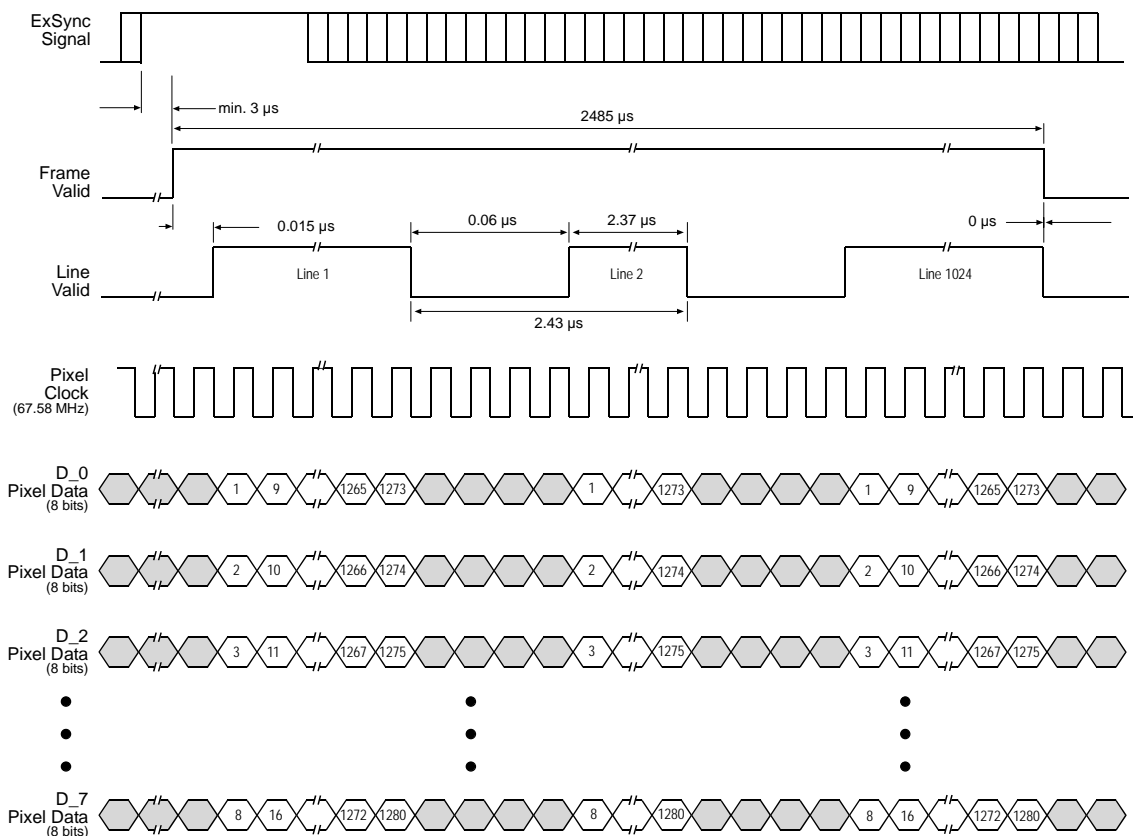 ExSync
Signal
min. 3 µs
2485 µs
Frame
Valid
0.015 µs
0.06 µs
2.37 µs
0 µs
Line
Valid
Line 1
Line 2
Line 1024
2.43 µs
Pixel
Clock
(67.58 MHz)
D_0
Pixel Data
(8 bits)
1 9 1265 1273 1 1273 1 9 1265 1273
D_1
Pixel Data
(8 bits)
2 10 1266 1274 2 1274 2 10 1266 1274
D_2
Pixel Data
(8 bits)
3 11 1267 1275 3 1275 3 11 1267 1275
D_7
Pixel Data
(8 bits)
8 16 1272 1280 8 1280 8 16 1272 1280